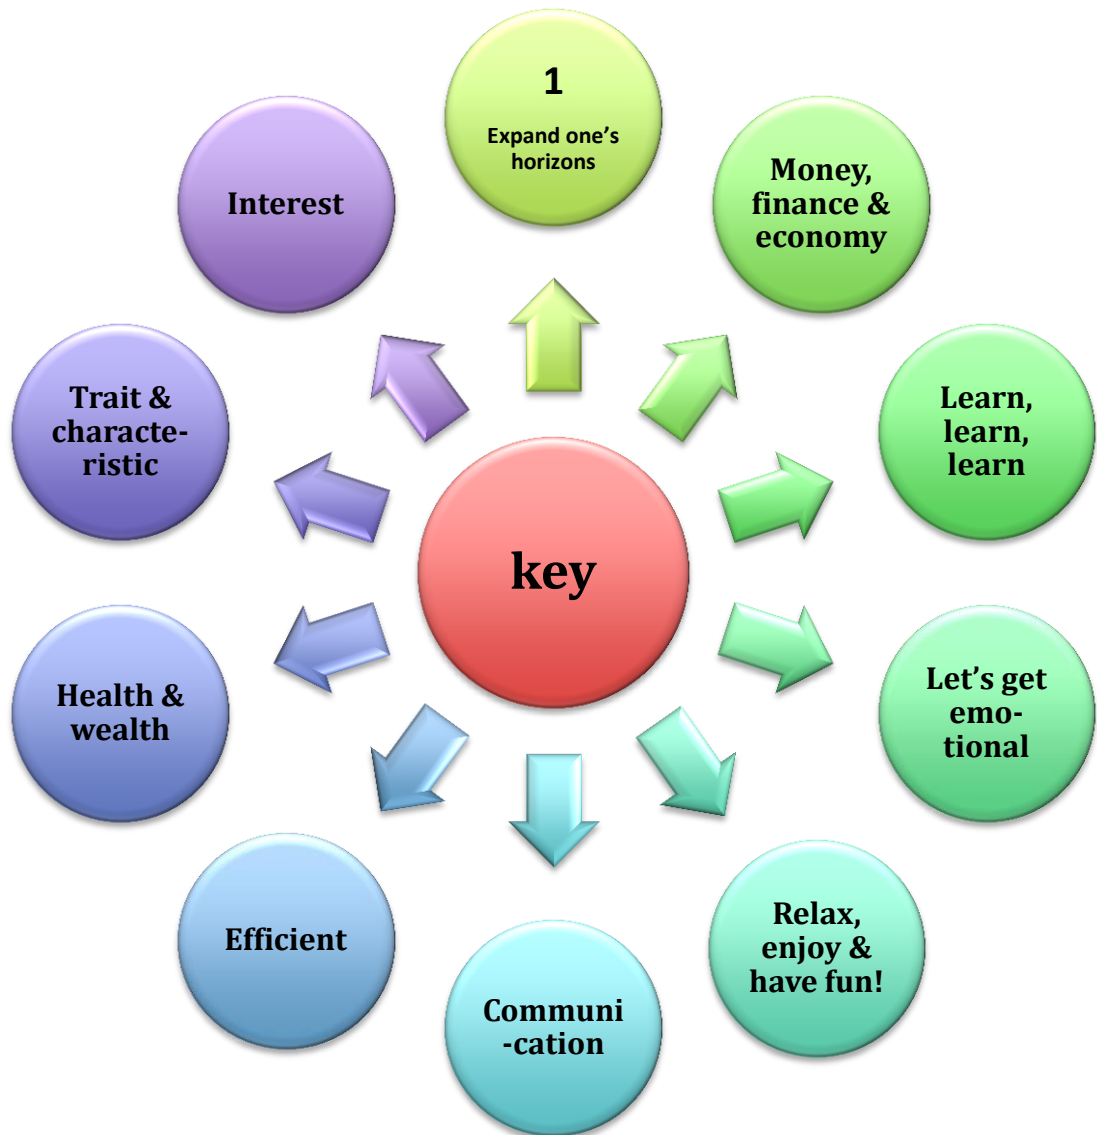 1
Expand one’s
horizons
Money,
finance &
economy
Learn,
learn,
learn
Let’s get
emo-
tional
Relax,
enjoy &
have fun!
Communi
-cation
Efficient
Health &
wealth
Trait &
characte-
ristic
Interest
key